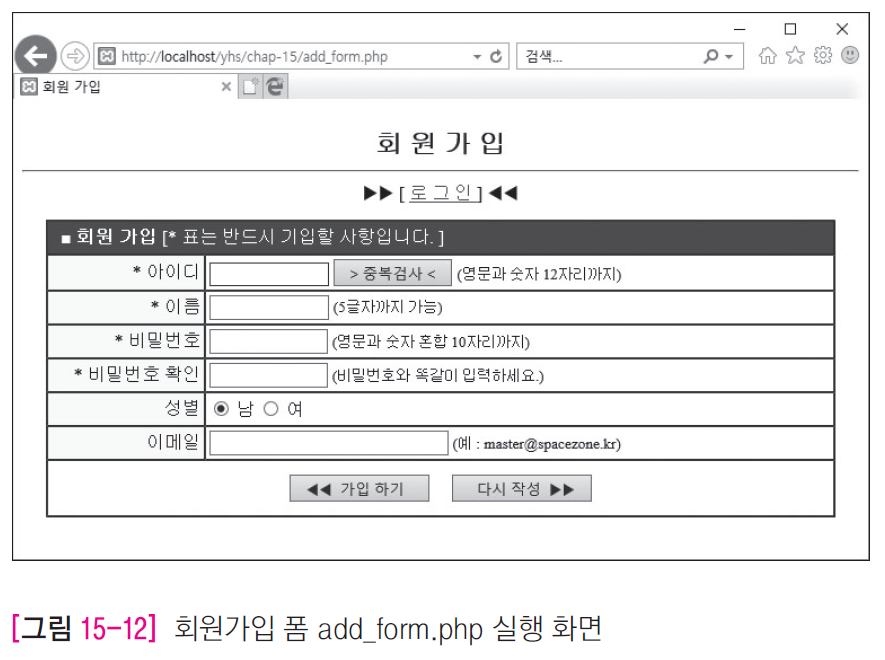 http://localhost/yhs/chap-15/add_form.php 검색...
회원 가입
회 원 가 입
▶▶ [ 로 그 인 ] ◀◀
■ 회원 가입 [* 표는 반드시 기입할 사항입니다. ]
* 아이디 > 중복검사 < (영문과 숫자 12자리까지)
* 이름 (5글자까지 가능)
* 비밀번호 (영문과 숫자 혼합 10자리까지)
* 비밀번호 확인 (비밀번호와 똑같이 입력하세요.)
성별 남 여
이메일 (예 : master@spacezone.kr)
◀◀ 가입 하기 다시 작성 ▶▶
[그림 15-12] 회원가입 폼 add_form.php 실행 화면